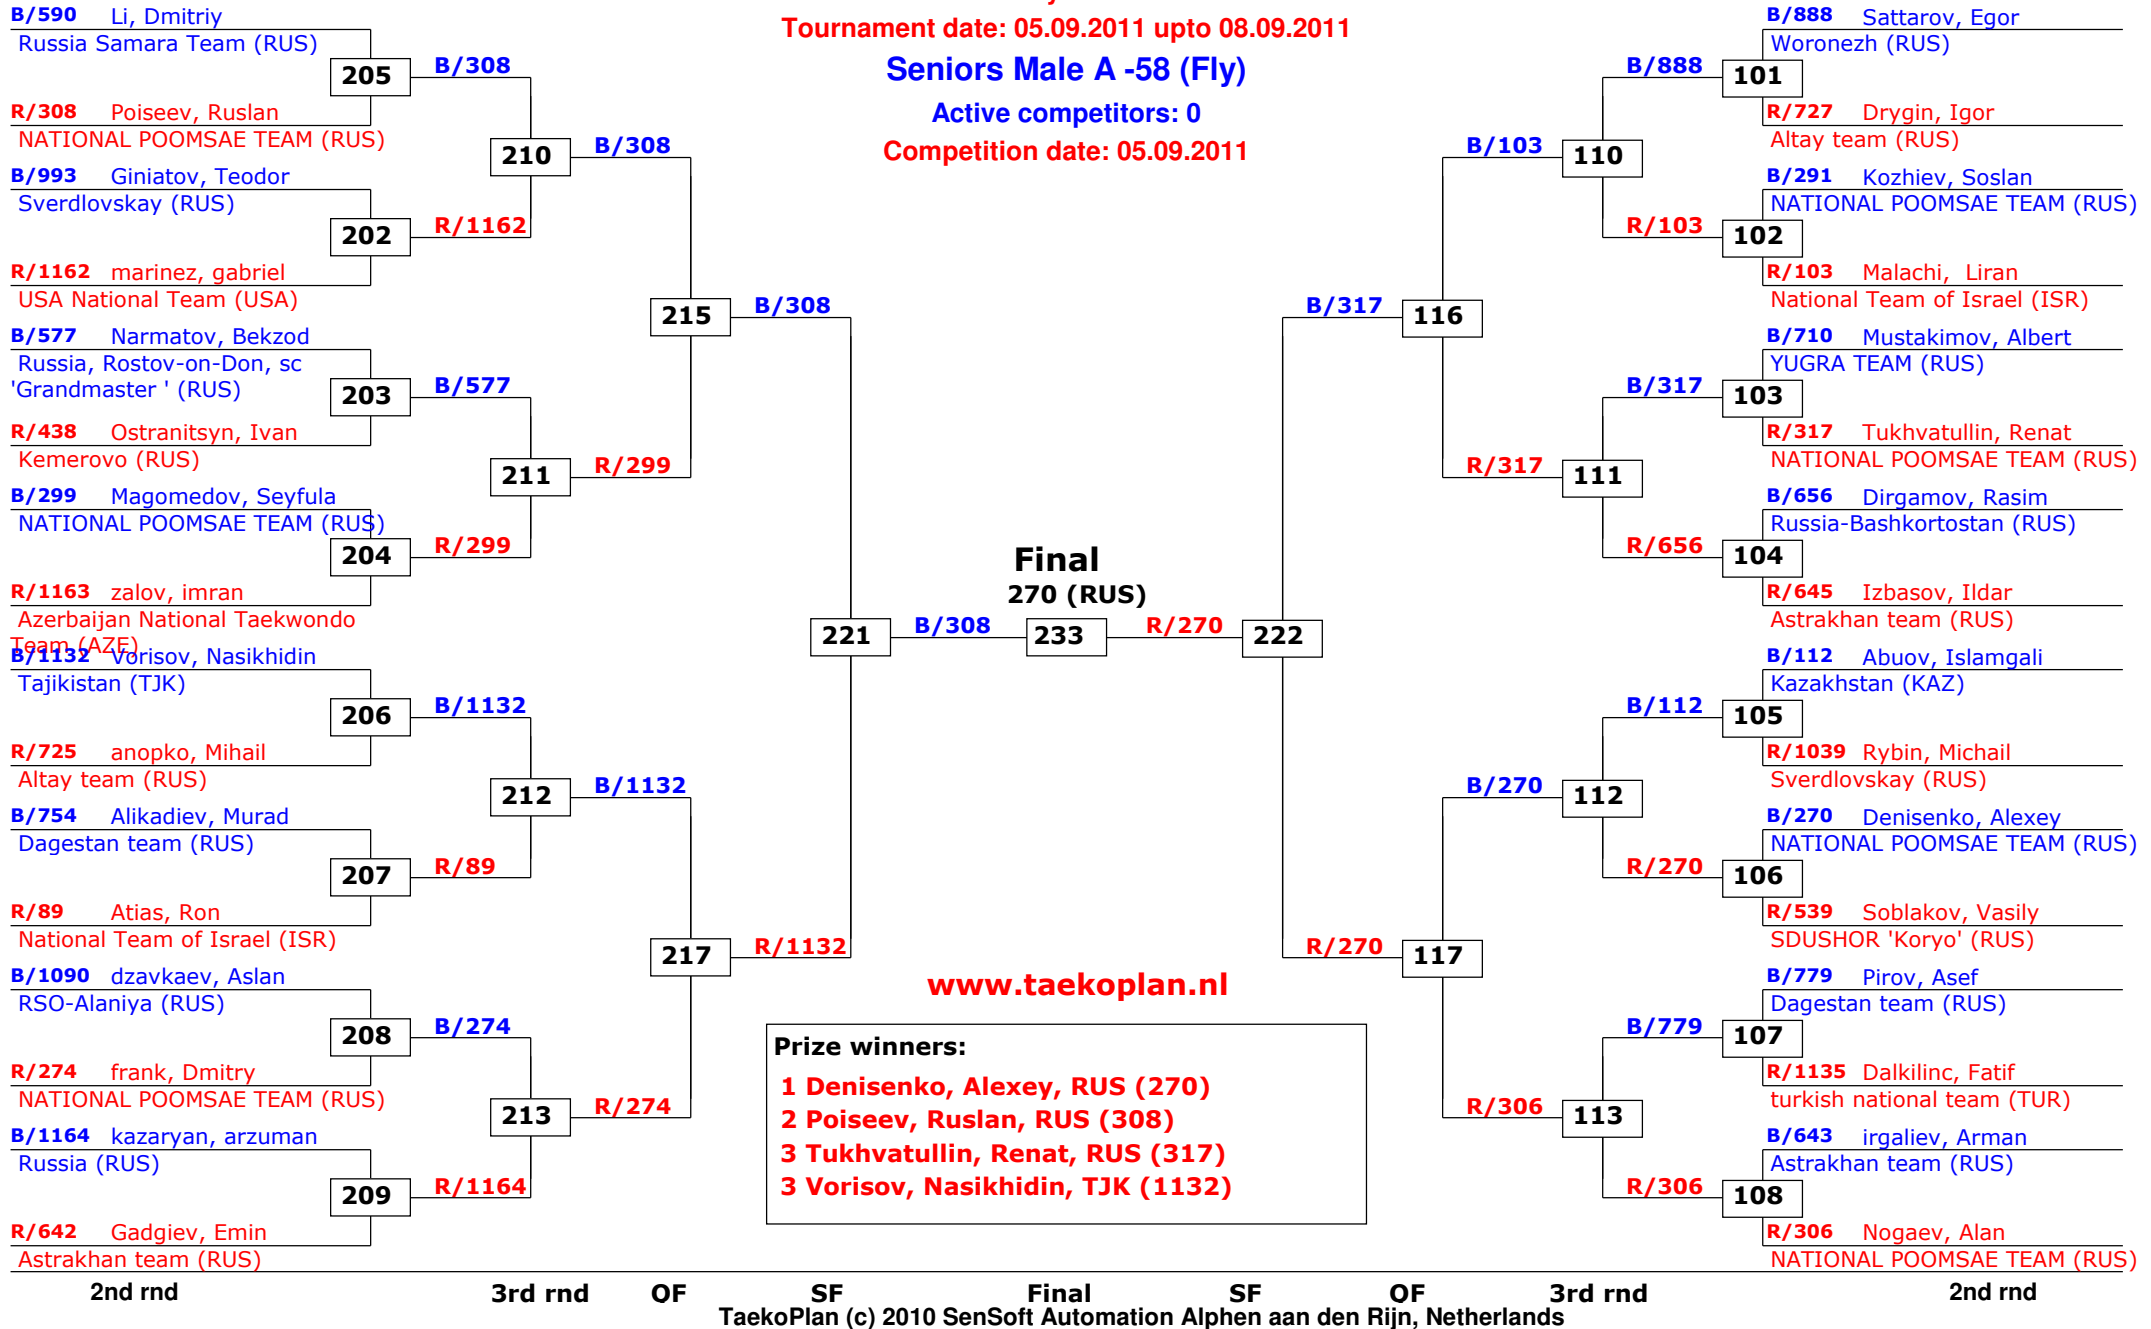 Tournament date: 05.09.2011 upto 08.09.2011
Seniors Male A -58 (Fly)
Active competitors: 0
Competition date: 05.09.2011
B/590 Li, Dmitriy
Russia Samara Team (RUS)
205
B/308
R/308 Poiseev, Ruslan
NATIONAL POOMSAE TEAM (RUS)
210
B/308
B/993 Giniatov, Teodor
Sverdlovskay (RUS)
202
R/1162
R/1162 marinez, gabriel
USA National Team (USA)
215
B/308
B/577 Narmatov, Bekzod
Russia, Rostov-on-Don, sc
'Grandmaster ' (RUS)
203
B/577
R/438 Ostranitsyn, Ivan
Kemerovo (RUS)
211
R/299
B/299 Magomedov, Seyfula
NATIONAL POOMSAE TEAM (RUS)
204
R/299
R/1163 zalov, imran
Azerbaijan National Taekwondo
Team (AZE)
221
B/308
B/1132 Vorisov, Nasikhidin
Tajikistan (TJK)
206
B/1132
R/725 anopko, Mihail
Altay team (RUS)
212
B/1132
B/754 Alikadiev, Murad
Dagestan team (RUS)
207
R/89
R/89 Atias, Ron
National Team of Israel (ISR)
217
R/1132
B/1090 dzavkaev, Aslan
RSO-Alaniya (RUS)
208
B/274
R/274 frank, Dmitry
NATIONAL POOMSAE TEAM (RUS)
213
R/274
B/1164 kazaryan, arzuman
Russia (RUS)
209
R/1164
R/642 Gadgiev, Emin
Astrakhan team (RUS)
Final
270 (RUS)
233
R/270
222
www.taekoplan.nl
Prize winners:
1 Denisenko, Alexey, RUS (270)
2 Poiseev, Ruslan, RUS (308)
3 Tukhvatullin, Renat, RUS (317)
3 Vorisov, Nasikhidin, TJK (1132)
B/888 Sattarov, Egor
Woronezh (RUS)
B/888
101
R/727 Drygin, Igor
Altay team (RUS)
B/103
110
B/291 Kozhiev, Soslan
NATIONAL POOMSAE TEAM (RUS)
R/103
102
R/103 Malachi, Liran
National Team of Israel (ISR)
B/317
116
B/710 Mustakimov, Albert
YUGRA TEAM (RUS)
B/317
103
R/317 Tukhvatullin, Renat
NATIONAL POOMSAE TEAM (RUS)
R/317
111
B/656 Dirgamov, Rasim
Russia-Bashkortostan (RUS)
R/656
104
R/645 Izbasov, Ildar
Astrakhan team (RUS)
B/112 Abuov, Islamgali
Kazakhstan (KAZ)
B/112
105
R/1039 Rybin, Michail
Sverdlovskay (RUS)
B/270
112
B/270 Denisenko, Alexey
NATIONAL POOMSAE TEAM (RUS)
R/270
106
R/539 Soblakov, Vasily
SDUSHOR 'Koryo' (RUS)
R/270
117
B/779 Pirov, Asef
Dagestan team (RUS)
B/779
107
R/1135 Dalkilinc, Fatif
turkish national team (TUR)
R/306
113
B/643 irgaliev, Arman
Astrakhan team (RUS)
R/306
108
R/306 Nogaev, Alan
NATIONAL POOMSAE TEAM (RUS)
2nd rnd 3rd rnd OF SF Final SF OF 3rd rnd 2nd rnd
TaekoPlan (c) 2010 SenSoft Automation Alphen aan den Rijn, Netherlands